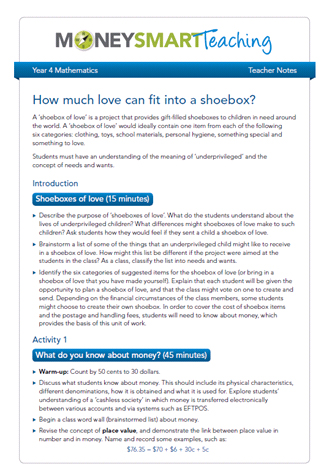 MONEYSMART Teaching
Year 4 Mathematics
Teacher Notes
How much love can fit into a shoebox?
A 'shoebox of love' is a project that provides gift-filled shoeboxes to children in need around
the world. A 'shoebox of love' would ideally contain one item from each of the following
six categories: clothing, toys, school materials, personal hygiene, something special and
something to love.
Students must have an understanding of the meaning of 'underprivileged' and the
concept of needs and wants.
Introduction
Shoeboxes of love (15 minutes)
▸ Describe the purpose of 'shoeboxes of love'. What do the students understand about the
lives of underprivileged children? What differences might shoeboxes of love make to such
children? Ask students how they would feel if they sent a child a shoebox of love.
▸ Brainstorm a list of some of the things that an underprivileged child might like to receive
in a shoebox of love. How might this list be different if the project were aimed at the
students in the class? As a class, classify the list into needs and wants.
▸ Identify the six categories of suggested items for the shoebox of love (or bring in a
shoebox of love that you have made yourself). Explain that each student will be given the
opportunity to plan a shoebox of love, and that the class might vote on one to create and
send. Depending on the financial circumstances of the class members, some students
might choose to create their own shoebox. In order to cover the cost of shoebox items
and the postage and handling fees, students will need to know about money, which
provides the basis of this unit of work.
Activity 1
What do you know about money? (45 minutes)
▸ Warm-up: Count by 50 cents to 30 dollars.
▸ Discuss what students know about money. This should include its physical characteristics,
different denominations, how it is obtained and what it is used for. Explore students'
understanding of a 'cashless society' in which money is transferred electronically
between various accounts and via systems such as EFTPOS.
▸ Begin a class word wall (brainstormed list) about money.
▸ Revise the concept of place value, and demonstrate the link between place value in
number and in money. Name and record some examples, such as:
$76.35 = $70 + $6 + 30c + 5c